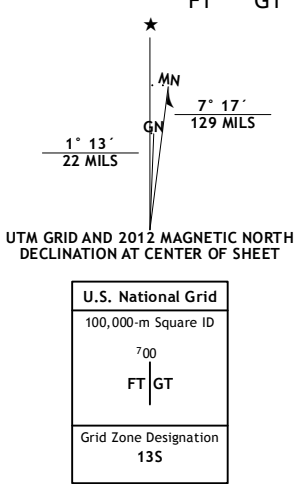 FT GT
★
MN
GN
7° 17´
129 MILS
1° 13´
22 MILS
UTM GRID AND 2012 MAGNETIC NORTH
DECLINATION AT CENTER OF SHEET
U.S. National Grid
100,000-m Square ID
⁷00
FT GT
Grid Zone Designation
13S